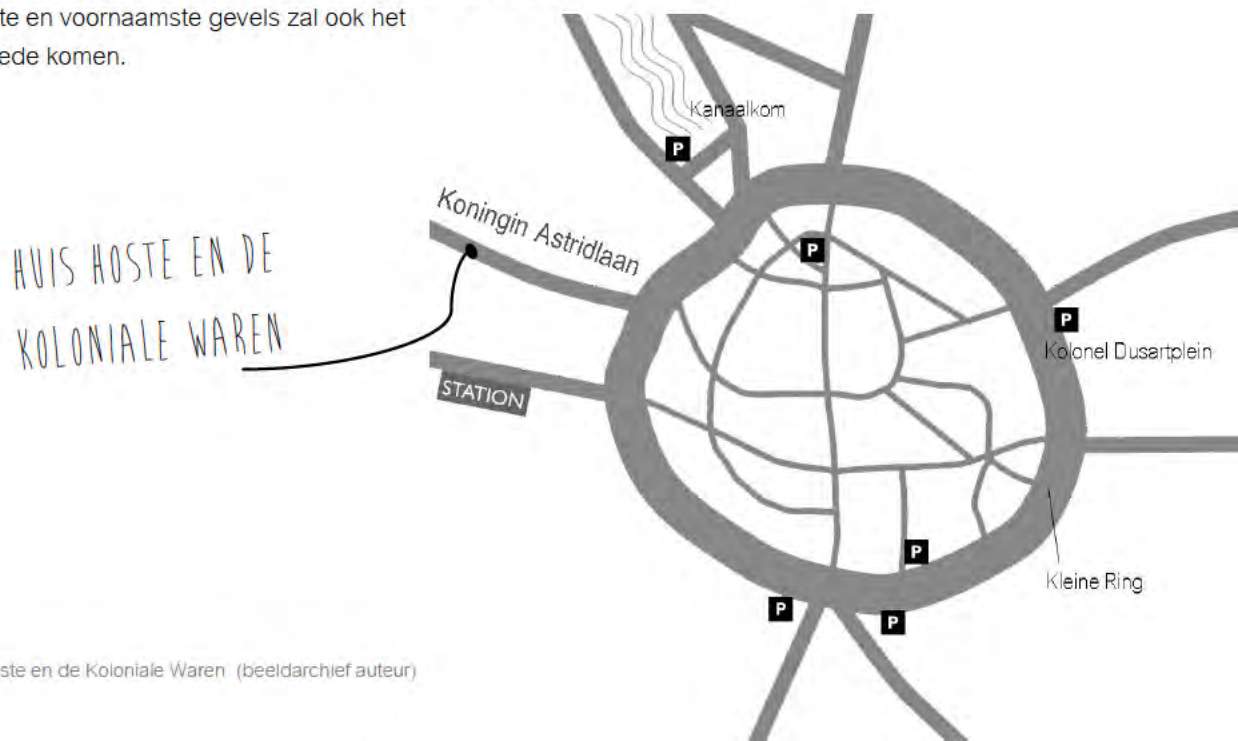 te en voornaamste gevels zal ook het
ede komen.
Kanaalkom
P
Koningin Astridlaan
P
HUIS HOSTE EN DE
KOLONIALE WAREN
P
Kolonel Dusartplein
STATION
P
Kleine Ring
P
P
ste en de Koloniale Waren (beeldarchief auteur)